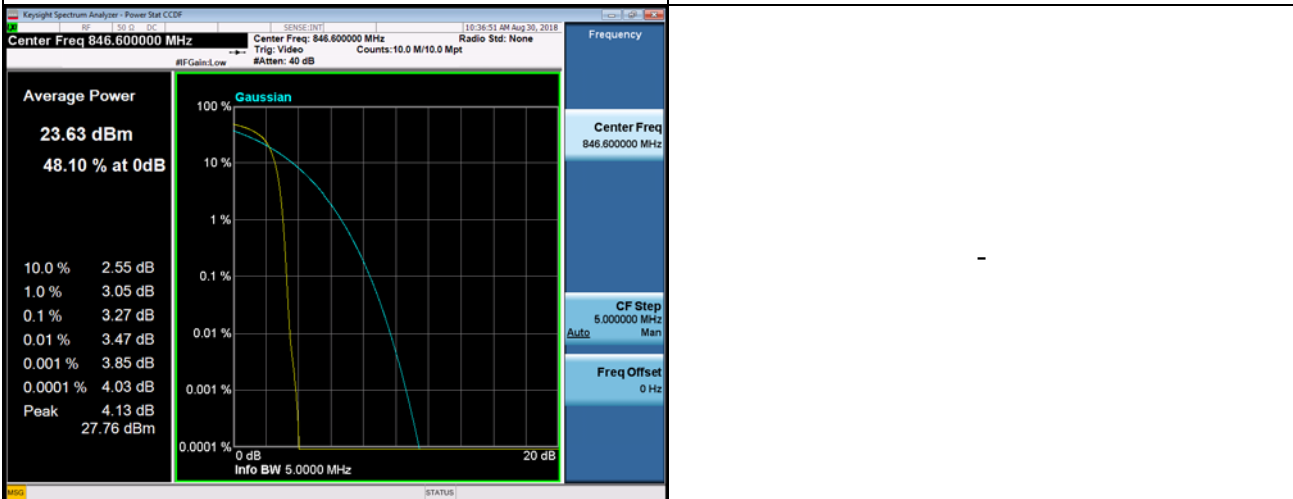 Keysight Spectrum Analyzer - Power Stat CCDF
RF 50 Ω DC SENSE:INT 10:36:51 AM Aug 30, 2018
Center Freq 846.600000 MHz
Center Freq: 846.600000 MHz Radio Std: None
Trig: Video Counts:10.0 M/10.0 Mpt
#IFGain:Low #Atten: 40 dB
Frequency
Average Power
23.63 dBm
48.10 % at 0dB
10.0 % 2.55 dB
1.0 % 3.05 dB
0.1 % 3.27 dB
0.01 % 3.47 dB
0.001 % 3.85 dB
0.0001 % 4.03 dB
Peak 4.13 dB
27.76 dBm
Gaussian
100 %
10 %
1 %
0.1 %
0.01 %
0.001 %
0.0001 %
0 dB 20 dB
Info BW 5.0000 MHz
Center Freq
846.600000 MHz
CF Step
5.000000 MHz
Auto Man
Freq Offset
0 Hz
MSG STATUS
-